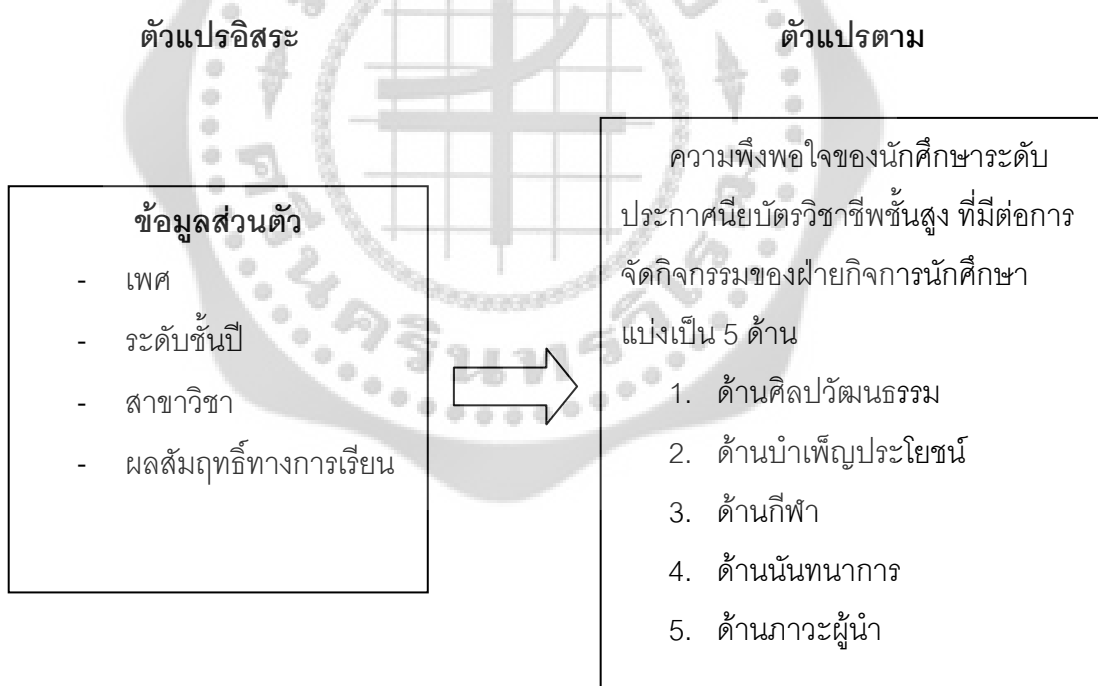 ตัวแปรอิสระ
ตัวแปรตาม
ข้อมูลส่วนตัว
- เพศ
- ระดับชั้นปี
- สาขาวิชา
- ผลสัมฤทธิ์ทางการเรียน
ความพึงพอใจของนักศึกษาระดับ
ประกาศนียบัตรวิชาชีพชั้นสูง ที่มีต่อการ
จัดกิจกรรมของฝ่ายกิจการนักศึกษา
แบ่งเป็น 5 ด้าน
1. ด้านศิลปวัฒนธรรม
2. ด้านบำเพ็ญประโยชน์
3. ด้านกีฬา
4. ด้านนันทนาการ
5. ด้านภาวะผู้นำ